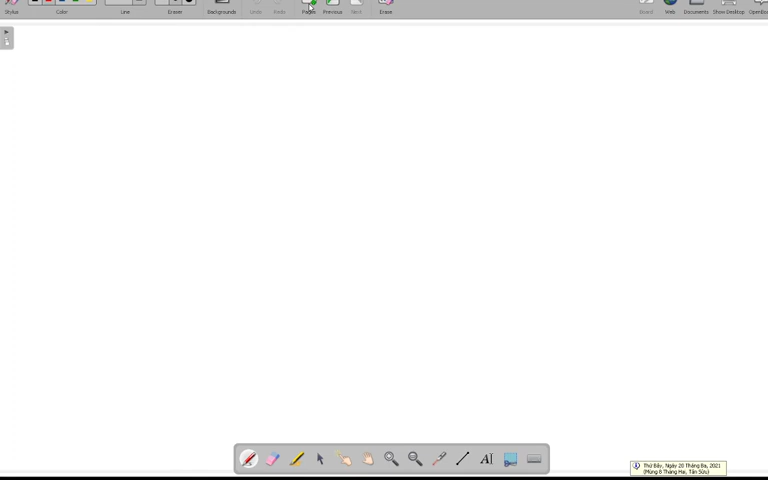 Stylus Color Line Eraser Backgrounds Undo Redo Pages Previous Next Erase Board Web Documents Show Desktop
Thứ Bảy, Ngày 20 Tháng Ba, 2021
(Mùng 8 Tháng Hai, Tân Sửu)